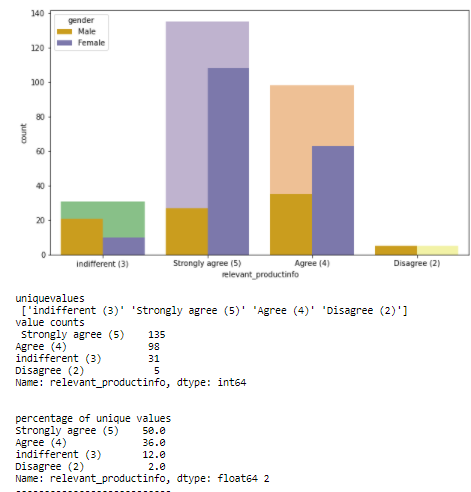 140
120
100
80
60
40
20
0
count
gender
Male
Female
indifferent (3) Strongly agree (5) Agree (4) Disagree (2)
relevant_productinfo
uniquevalues
['indifferent (3)' 'Strongly agree (5)' 'Agree (4)' 'Disagree (2)']
value counts
Strongly agree (5) 135
Agree (4) 98
indifferent (3) 31
Disagree (2) 5
Name: relevant_productinfo, dtype: int64
percentage of unique values
Strongly agree (5) 50.0
Agree (4) 36.0
indifferent (3) 12.0
Disagree (2) 2.0
Name: relevant_productinfo, dtype: float64 2
---------------------------